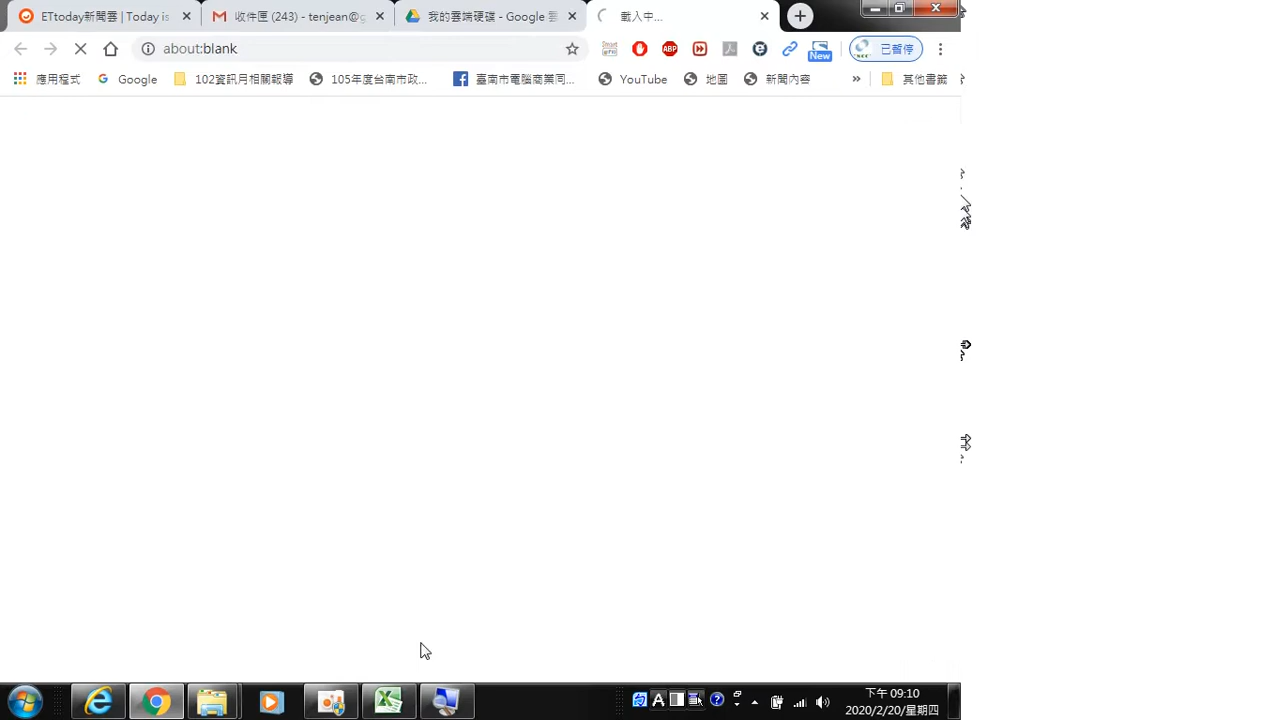 ETtoday新聞雲 | Today is
收件匣 (243) - tenjean@g
我的雲端硬碟 - Google 雲
載入中...
about:blank
ABP
New
已暫停
應用程式
Google
102資訊月相關報導
105年度台南市政...
臺南市電腦商業同...
YouTube
地圖
新聞內容
»
其他書籤
A
下午 09:10
2020/2/20/星期四